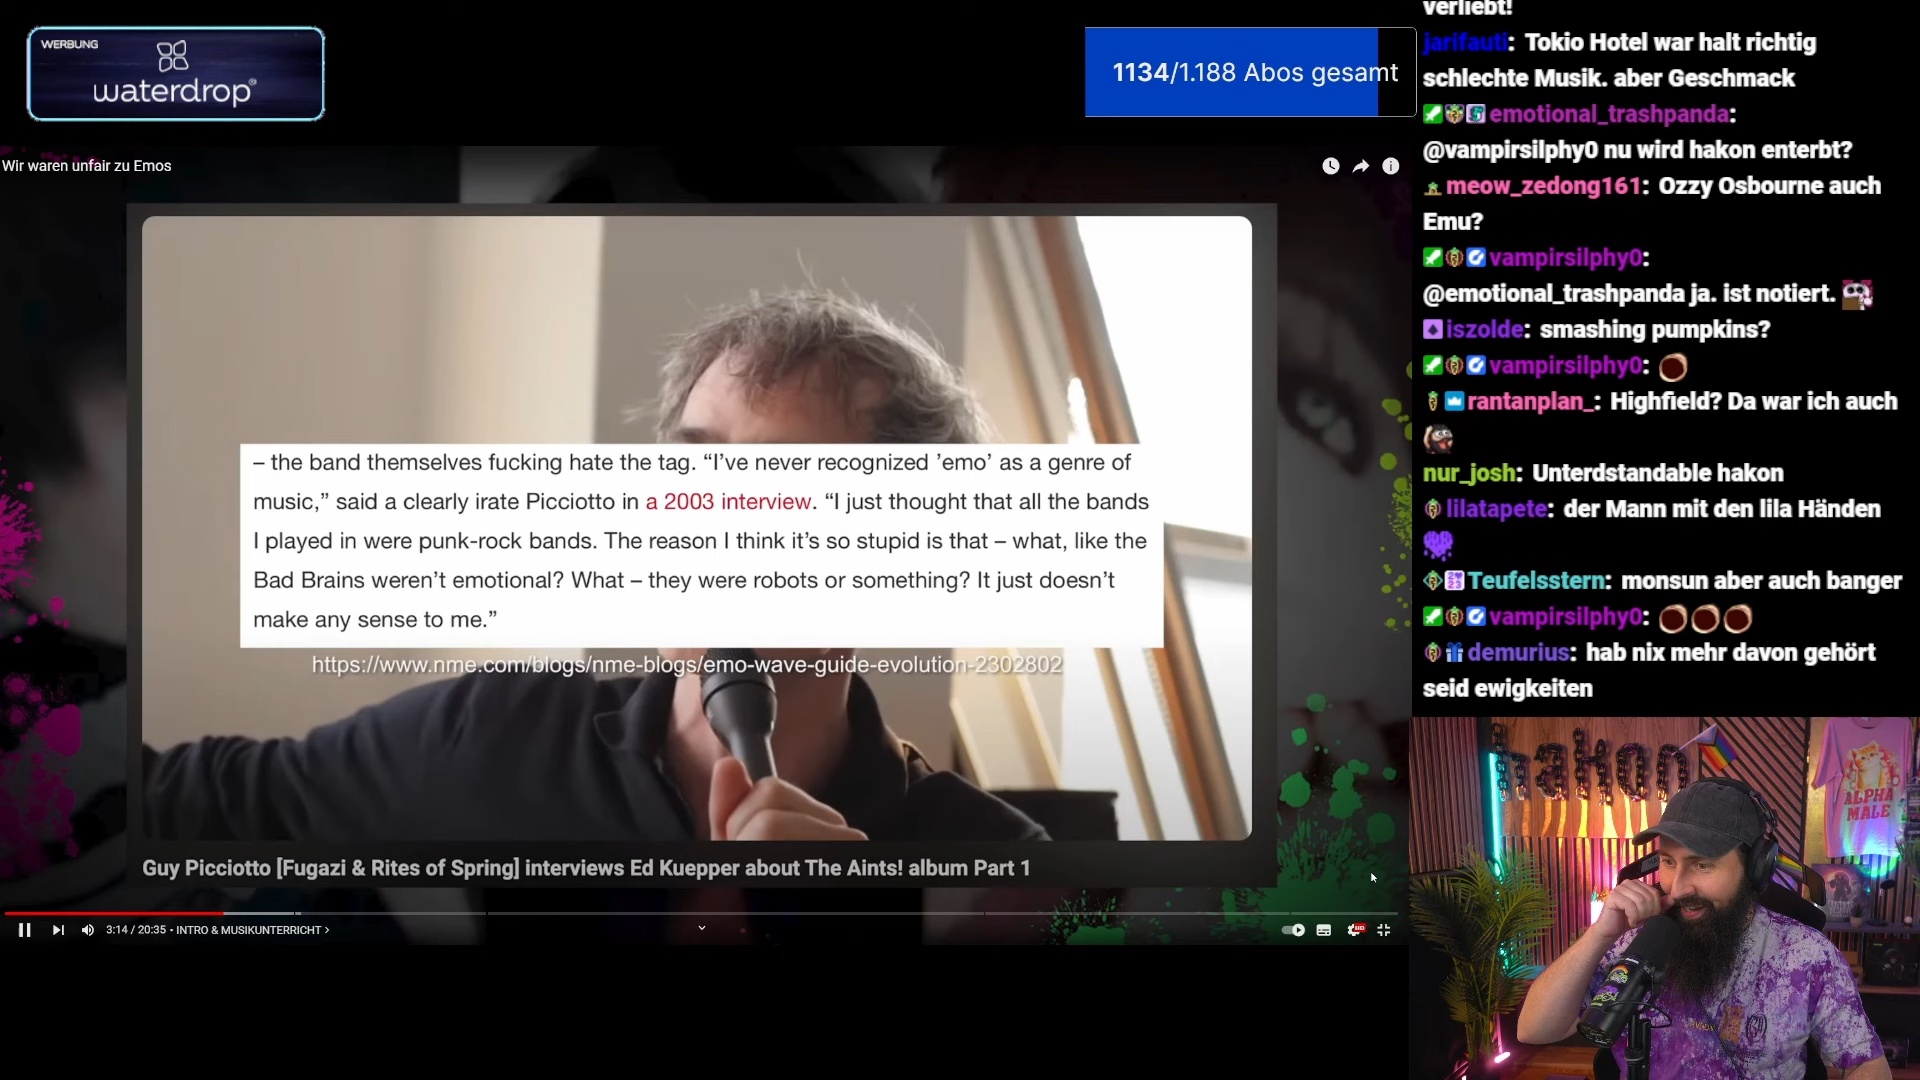 WERBUNG
waterdrop®
1134/1.188 Abos gesamt
Wir waren unfair zu Emos
– the band themselves fucking hate the tag. “I’ve never recognized ’emo’ as a genre of
music,” said a clearly irate Picciotto in a 2003 interview. “I just thought that all the bands
I played in were punk-rock bands. The reason I think it’s so stupid is that – what, like the
Bad Brains weren’t emotional? What – they were robots or something? It just doesn’t
make any sense to me.”
https://www.nme.com/blogs/nme-blogs/emo-wave-guide-evolution-2302802
Guy Picciotto [Fugazi & Rites of Spring] interviews Ed Kuepper about The Aints! album Part 1
3:14 / 20:35 • INTRO & MUSIKUNTERRICHT ›
HD
verliebt!
jarifauti: Tokio Hotel war halt richtig
schlechte Musik. aber Geschmack
emotional_trashpanda:
@vampirsilphy0 nu wird hakon enterbt?
meow_zedong161: Ozzy Osbourne auch
Emu?
vampirsilphy0:
@emotional_trashpanda ja. ist notiert.
iszolde: smashing pumpkins?
vampirsilphy0:
rantanplan_: Highfield? Da war ich auch
nur_josh: Unterdstandable hakon
lilatapete: der Mann mit den lila Händen
Teufelsstern: monsun aber auch banger
vampirsilphy0:
demurius: hab nix mehr davon gehört
seid ewigkeiten
hakon
ALPHA
MALE